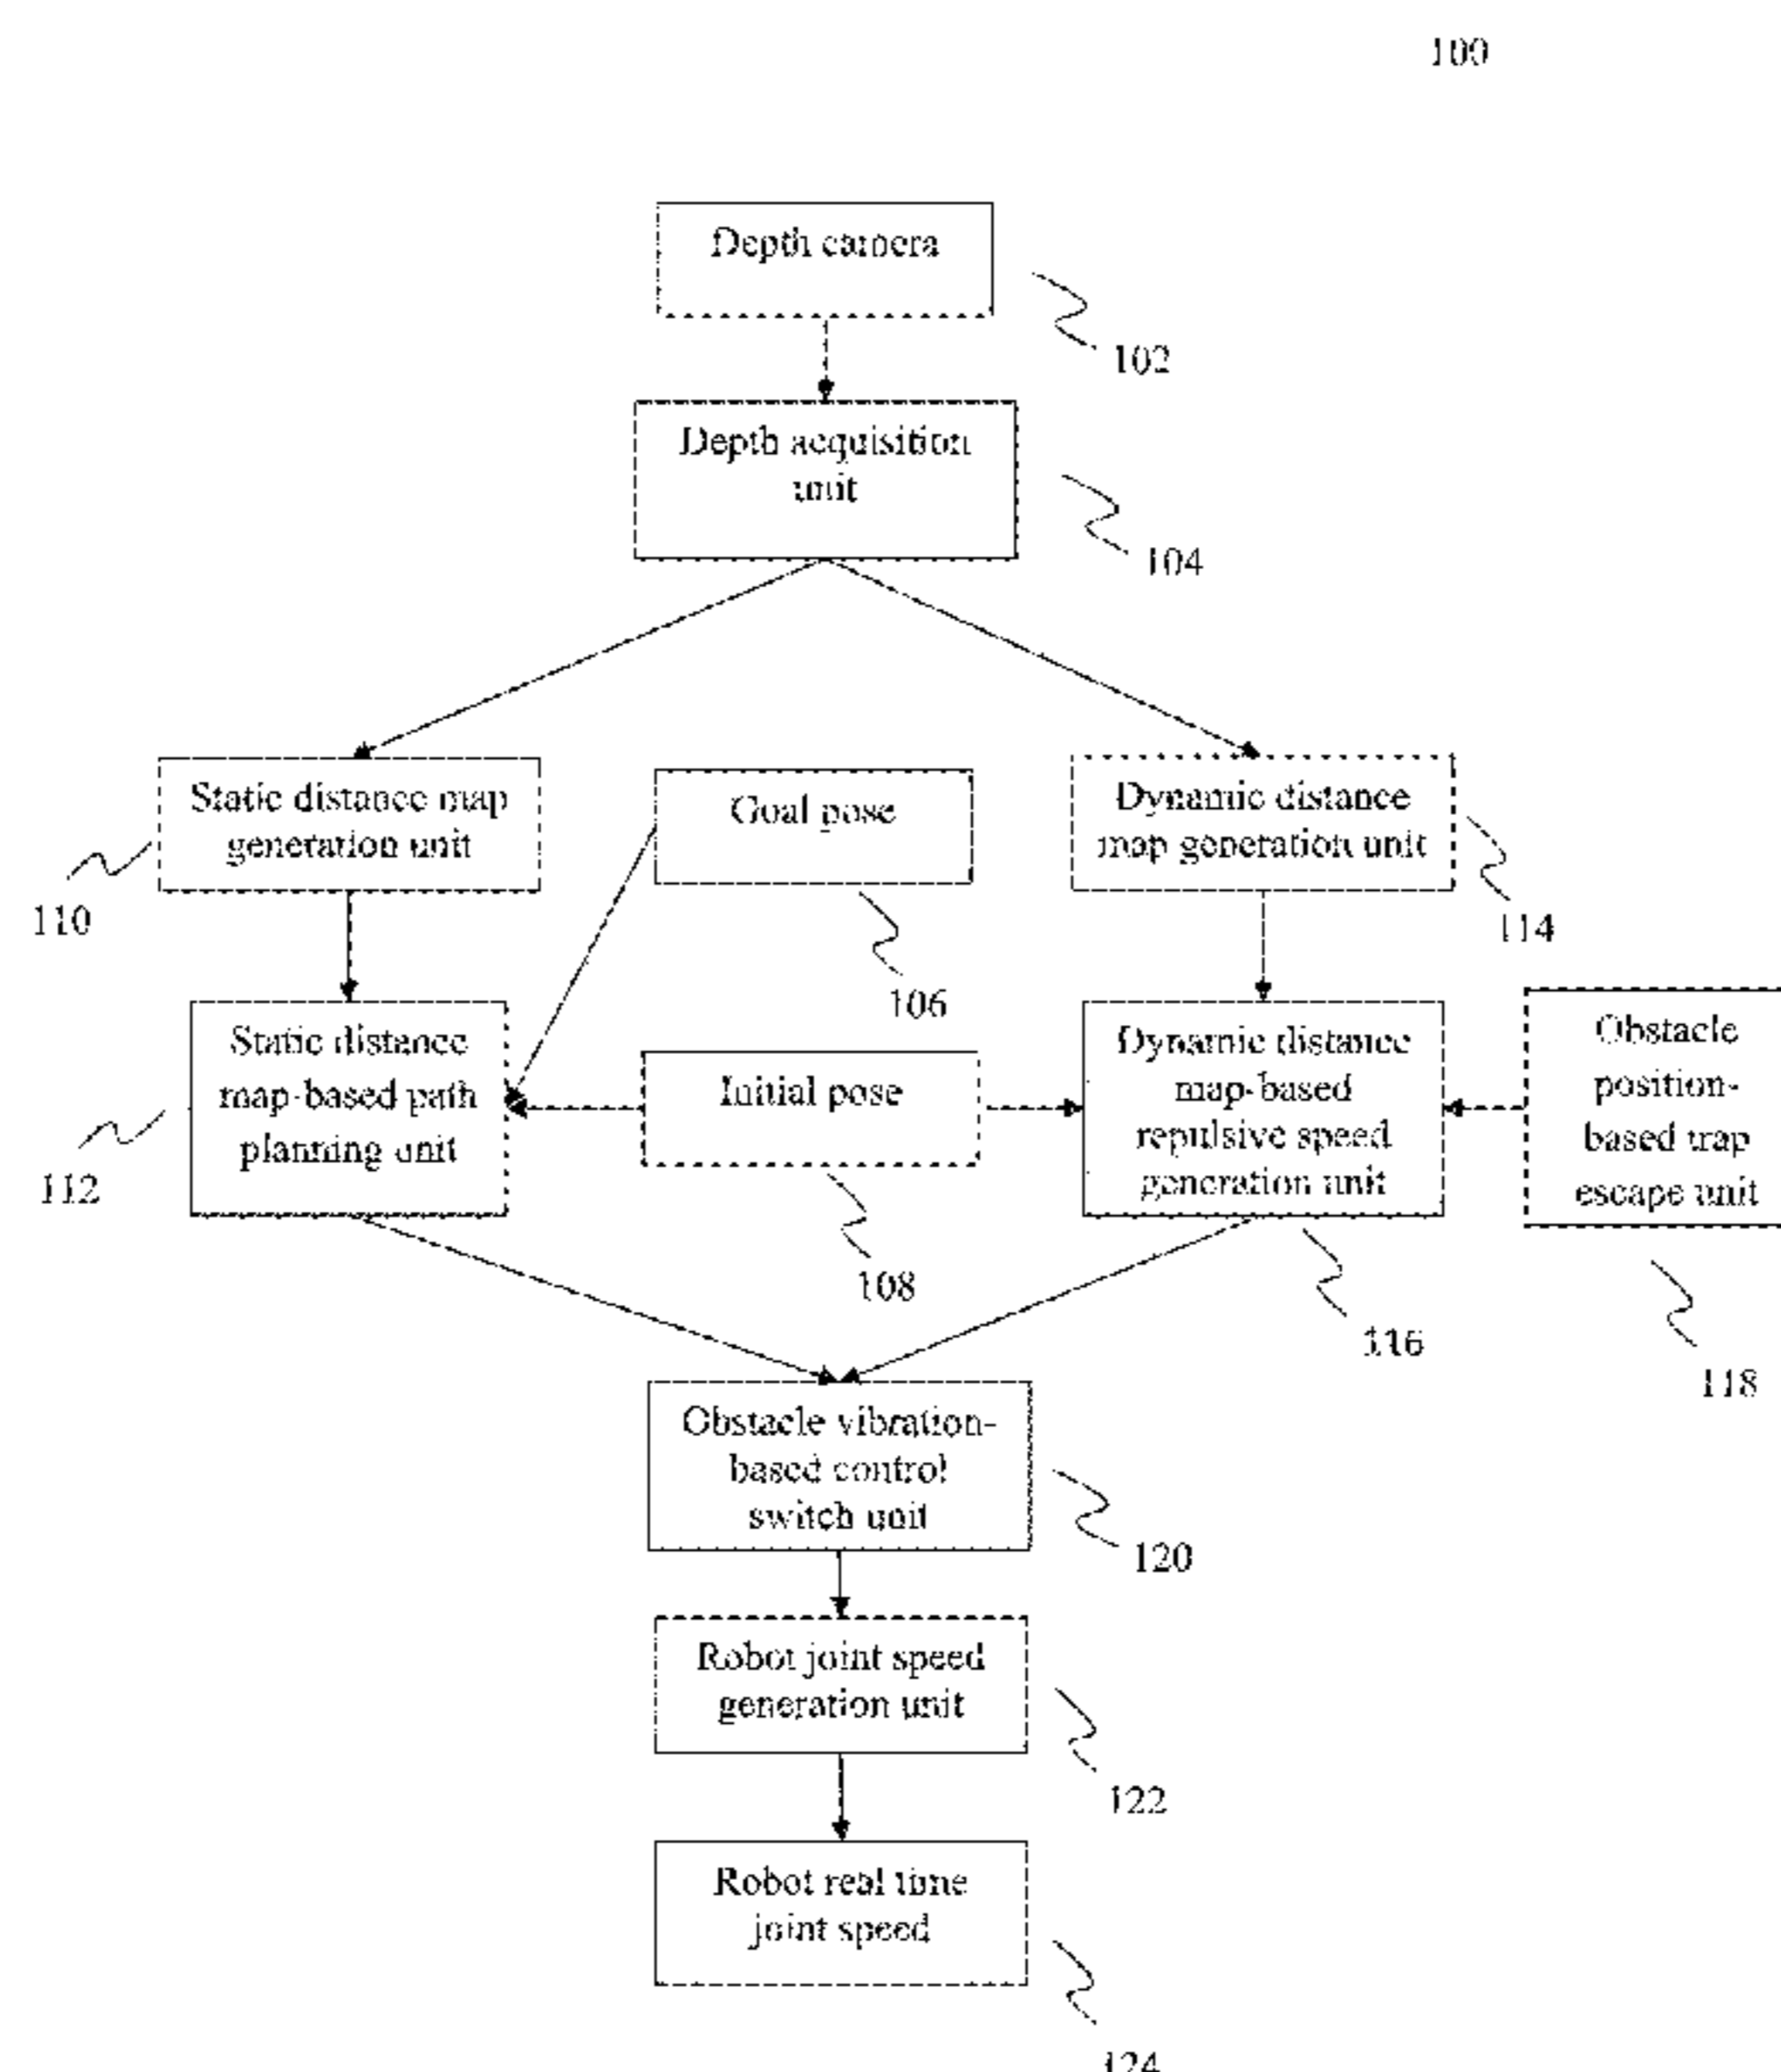 100
Depth camera
102
Depth acquisition
unit
104
Static distance map
generation unit
110
Goal pose
106
Dynamic distance
map generation unit
114
Static distance
map-based path
planning unit
112
Initial pose
108
Dynamic distance
map-based
repulsive speed
generation unit
116
Obstacle
position-
based trap
escape unit
118
Obstacle vibration-
based control
switch unit
120
Robot joint speed
generation unit
122
Robot real time
joint speed
124